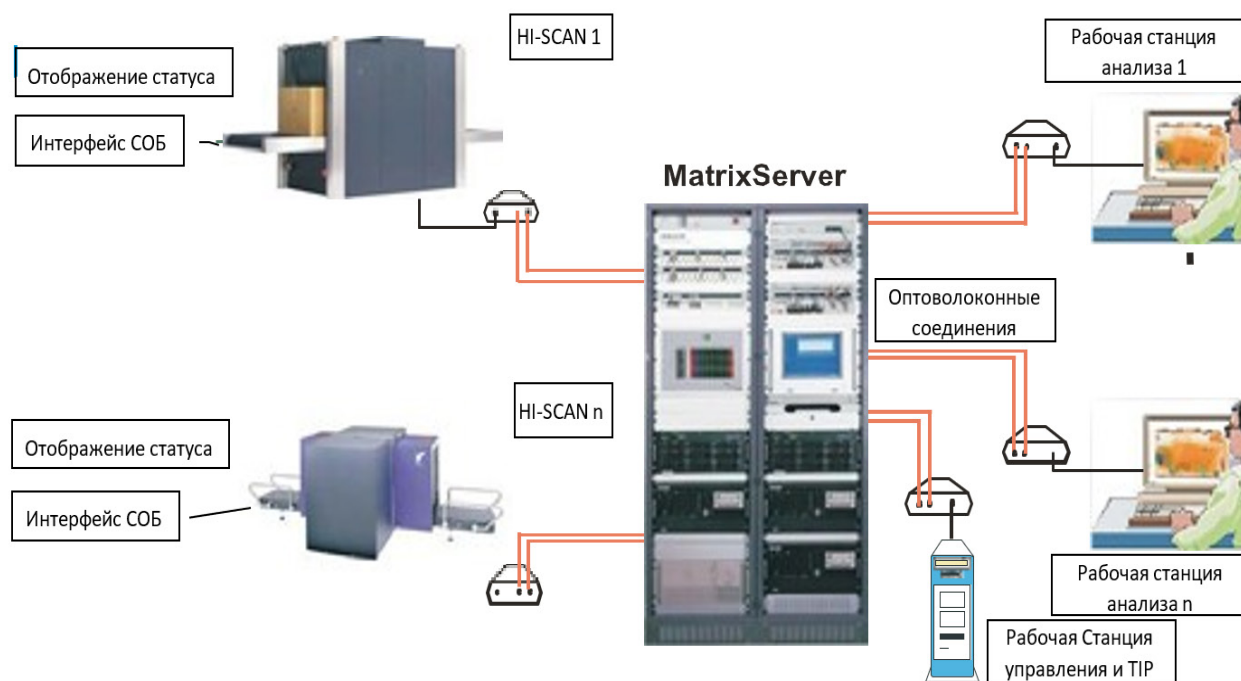 HI-SCAN 1
Отображение статуса
Интерфейс СОБ
Рабочая станция
анализа 1
MatrixServer
Оптоволоконные
соединения
HI-SCAN n
Отображение статуса
Интерфейс СОБ
Рабочая станция
анализа n
Рабочая Станция
управления и TIP